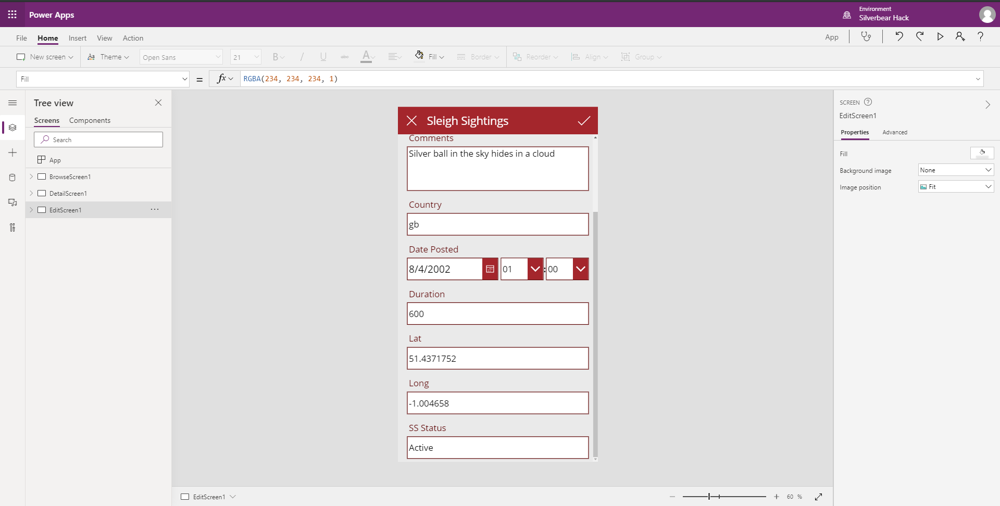 Power Apps
Environment
Silverbear Hack
File Home Insert View Action
App
New screen Theme Open Sans 21 B / U abc A Fill Border Reorder Align Group
Fill = fx RGBA(234, 234, 234, 1)
Tree view
Screens Components
Search
App
BrowseScreen1
DetailScreen1
EditScreen1 ...
Sleigh Sightings
Comments
Silver ball in the sky hides in a cloud
Country
gb
Date Posted
8/4/2002 01 : 00
Duration
600
Lat
51.4371752
Long
-1.004658
SS Status
Active
SCREEN ?
EditScreen1
Properties Advanced
Fill
Background image None
Image position Fit
EditScreen1
60 %